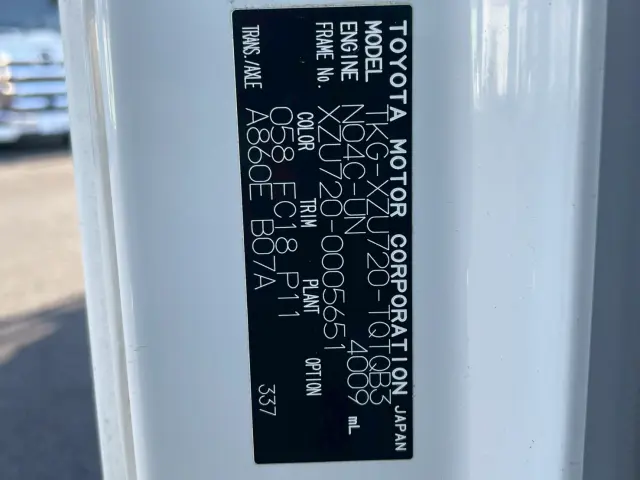 TOYOTA MOTOR CORPORATION JAPAN
MODEL TKG-XZU720-TQTQB3
ENGINE N04C-UN 4009 mL
FRAME No. XZU720-0005651
COLOR TRIM PLANT OPTION
058 FC18 P11
TRANS./AXLE A860E B07A
337